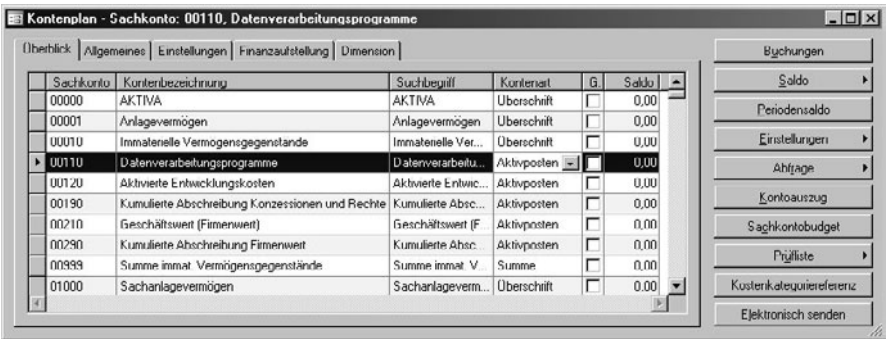 Kontenplan - Sachkonto: 00110, Datenverarbeitungsprogramme
Überblick Allgemeines Einstellungen Finanzaufstellung Dimension
Sachkonto Kontenbezeichnung Suchbegriff Kontenart G. Saldo
00000 AKTIVA AKTIVA Überschrift 0,00
00001 Anlagevermögen Anlagevermögen Überschrift 0,00
00010 Immaterielle Vermögensgegenstände Immaterielle Ver... Überschrift 0,00
00110 Datenverarbeitungsprogramme Datenverarbeitu... Aktivposten 0,00
00120 Aktivierte Entwicklungskosten Aktivierte Entwic... Aktivposten 0,00
00190 Kumulierte Abschreibung Konzessionen und Rechte Kumulierte Absc... Aktivposten 0,00
00210 Geschäftswert (Firmenwert) Geschäftswert (F... Aktivposten 0,00
00290 Kumulierte Abschreibung Firmenwert Kumulierte Absc... Aktivposten 0,00
00999 Summe immat. Vermögensgegenstände Summe immat. V... Summe 0,00
01000 Sachanlagevermögen Sachanlageverm... Überschrift 0,00
Buchungen
Saldo
Periodensaldo
Einstellungen
Abfrage
Kontoauszug
Sachkontobudget
Prüfliste
Kostenkategoriereferenz
Elektronisch senden